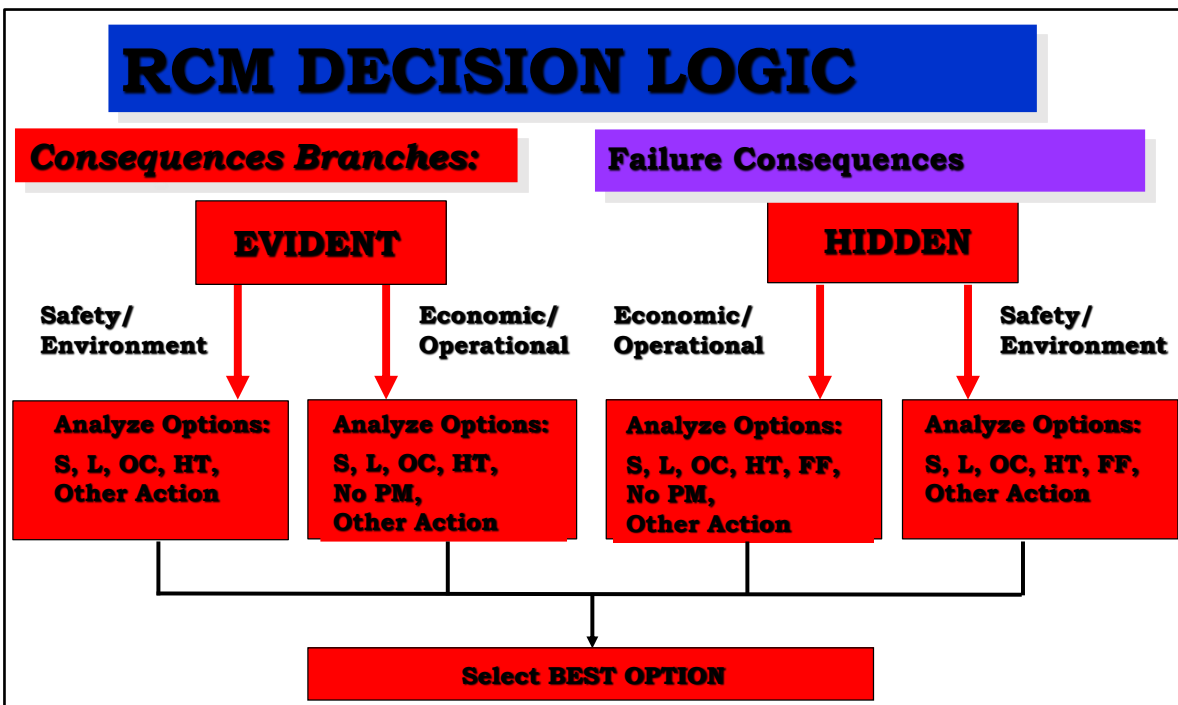 RCM DECISION LOGIC
Consequences Branches:
Failure Consequences
EVIDENT
HIDDEN
Safety/
Environment
Economic/
Operational
Economic/
Operational
Safety/
Environment
Analyze Options:
S, L, OC, HT,
Other Action
Analyze Options:
S, L, OC, HT,
No PM,
Other Action
Analyze Options:
S, L, OC, HT, FF,
No PM,
Other Action
Analyze Options:
S, L, OC, HT, FF,
Other Action
Select BEST OPTION